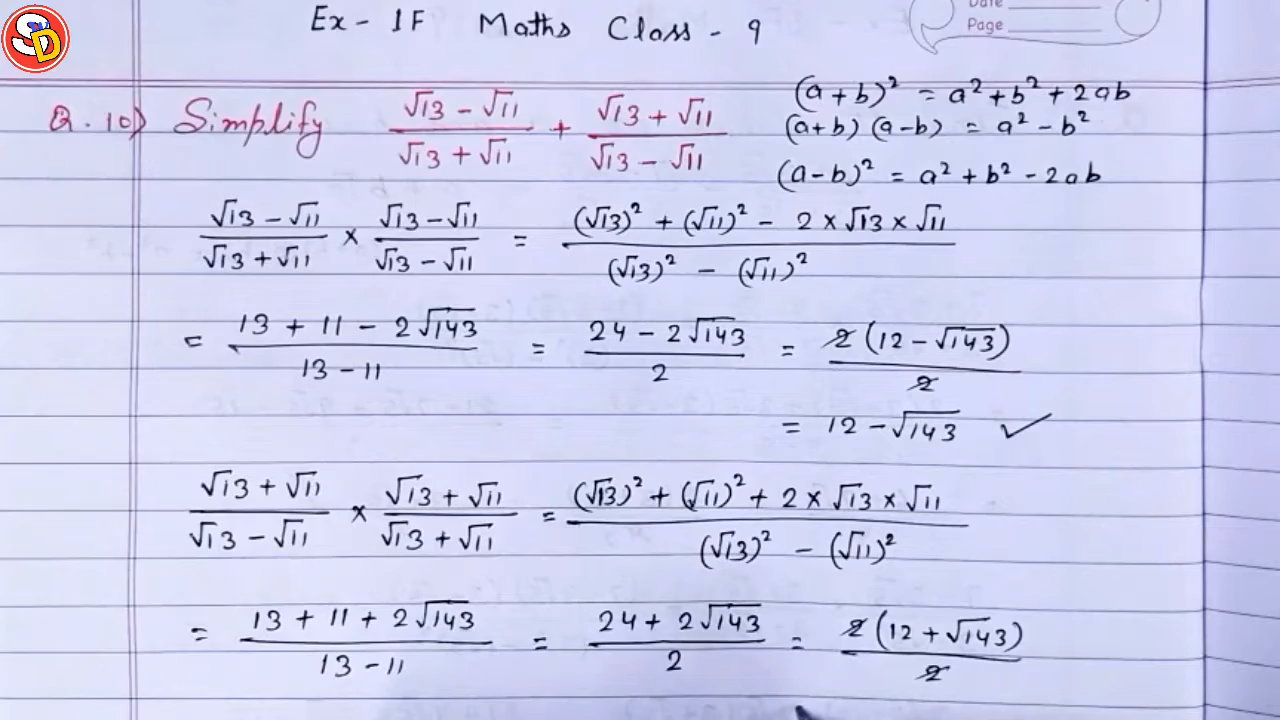 SD
Ex - 1F Maths Class - 9
Date
Page
Q. 10) Simplify (√13 - √11)/(√13 + √11) + (√13 + √11)/(√13 - √11)
(a+b)² = a² + b² + 2ab
(a+b) (a-b) = a² - b²
(a-b)² = a² + b² - 2ab
(√13 - √11)/(√13 + √11) × (√13 - √11)/(√13 - √11) = ((√13)² + (√11)² - 2 × √13 × √11)/((√13)² - (√11)²)
= (13 + 11 - 2√143)/(13 - 11) = (24 - 2√143)/2 = 2(12 - √143)/2
= 12 - √143 ✓
(√13 + √11)/(√13 - √11) × (√13 + √11)/(√13 + √11) = ((√13)² + (√11)² + 2 × √13 × √11)/((√13)² - (√11)²)
= (13 + 11 + 2√143)/(13 - 11) = (24 + 2√143)/2 = 2(12 + √143)/2